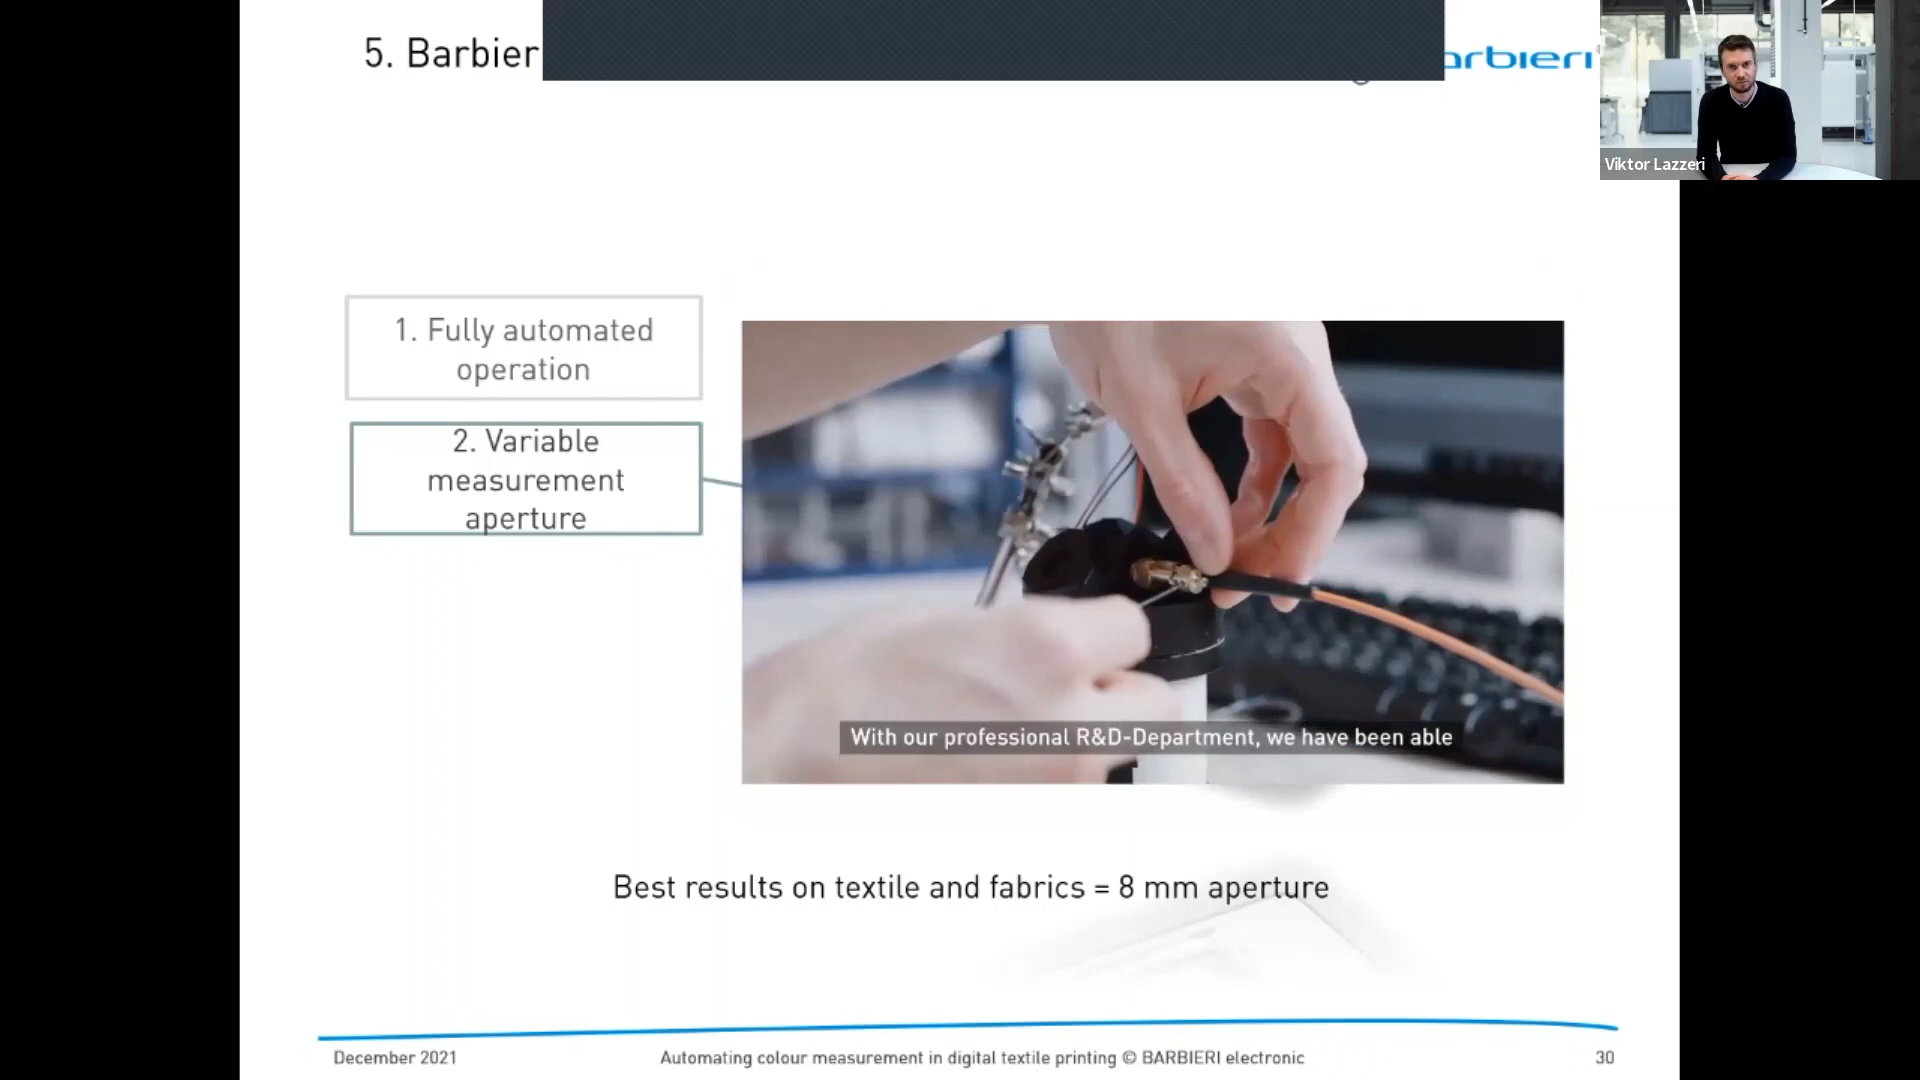 5. Barbier
arbieri
Viktor Lazzeri
1. Fully automated
operation
2. Variable
measurement
aperture
With our professional R&D-Department, we have been able
Best results on textile and fabrics = 8 mm aperture
December 2021
Automating colour measurement in digital textile printing © BARBIERI electronic
30